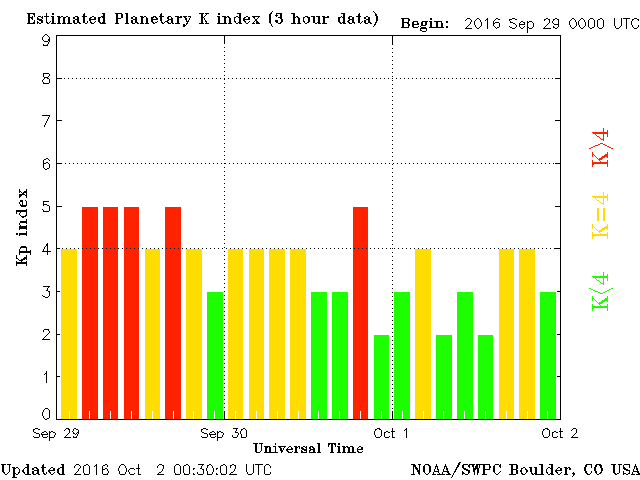 Estimated Planetary K index (3 hour data) Begin: 2016 Sep 29 0000 UTC
9
8
7
6
5
4
3
2
1
0
Kp index
K>4
K=4
K<4
Sep 29 Sep 30 Oct 1 Oct 2
Universal Time
Updated 2016 Oct 2 00:30:02 UTC NOAA/SWPC Boulder, CO USA